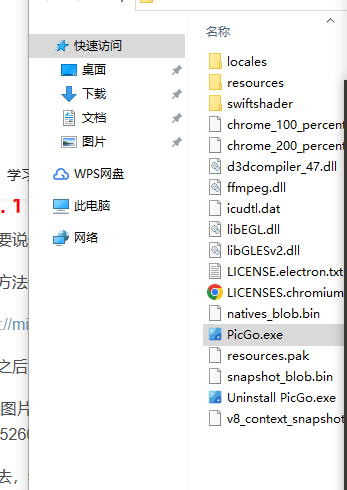 学习
. 1
要说
方法
://mi
之后
图片
5260
去，
快速访问
桌面
下载
文档
图片
WPS网盘
此电脑
网络
名称
locales
resources
swiftshader
chrome_100_percent
chrome_200_percent
d3dcompiler_47.dll
ffmpeg.dll
icudtl.dat
libEGL.dll
libGLESv2.dll
LICENSE.electron.txt
LICENSES.chromium
natives_blob.bin
PicGo.exe
resources.pak
snapshot_blob.bin
Uninstall PicGo.exe
v8_context_snapshot